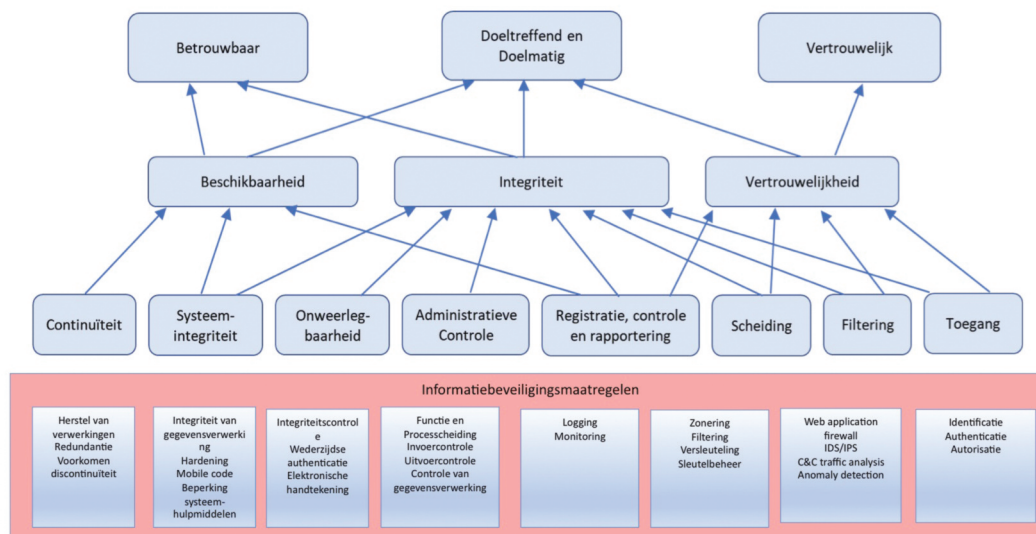 Betrouwbaar
Doeltreffend en
Doelmatig
Vertrouwelijk
Beschikbaarheid
Integriteit
Vertrouwelijkheid
Continuïteit
Systeem-
integriteit
Onweerleg-
baarheid
Administratieve
Controle
Registratie, controle
en rapportering
Scheiding
Filtering
Toegang
Informatiebeveiligingsmaatregelen
Herstel van
verwerkingen
Redundantie
Voorkomen
discontinuïteit
Integriteit van
gegevensverwerki
ng
Hardening
Mobile code
Beperking
systeem-
hulpmiddelen
Integriteitscontrol
e
Wederzijdse
authenticatie
Elektronische
handtekening
Functie en
Processcheiding
Invoercontrole
Uitvoercontrole
Controle van
gegevensverwerking
Logging
Monitoring
Zonering
Filtering
Versleuteling
Sleutelbeheer
Web application
firewall
IDS/IPS
C&C traffic analysis
Anomaly detection
Identificatie
Authenticatie
Autorisatie